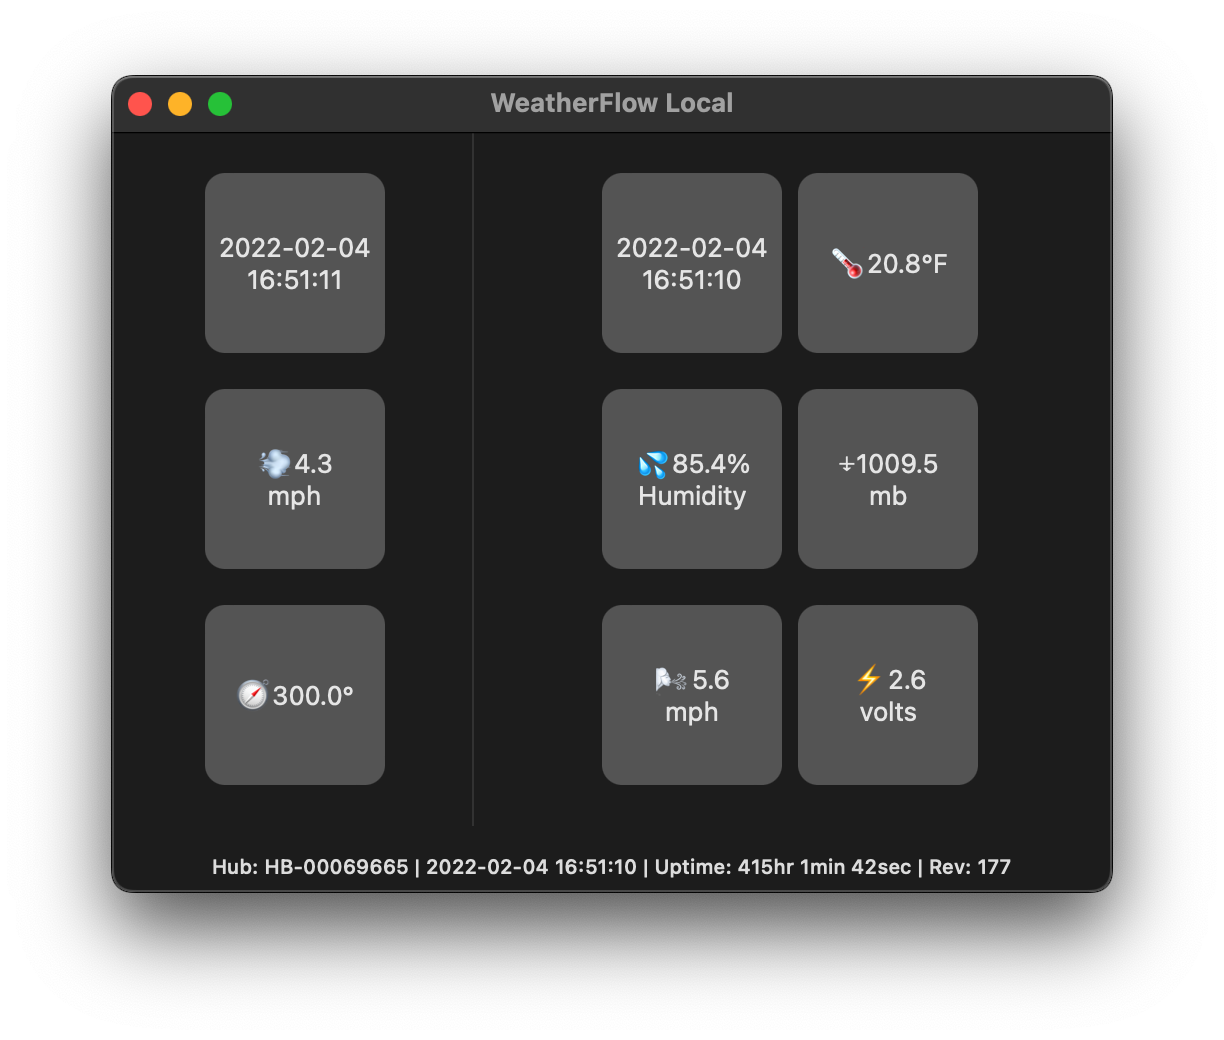 WeatherFlow Local
2022-02-04
16:51:11
💨4.3
mph
🧭300.0°
2022-02-04
16:51:10
🌡️20.8°F
💦85.4%
Humidity
∔1009.5
mb
🌬️5.6
mph
⚡️2.6
volts
Hub: HB-00069665 | 2022-02-04 16:51:10 | Uptime: 415hr 1min 42sec | Rev: 177